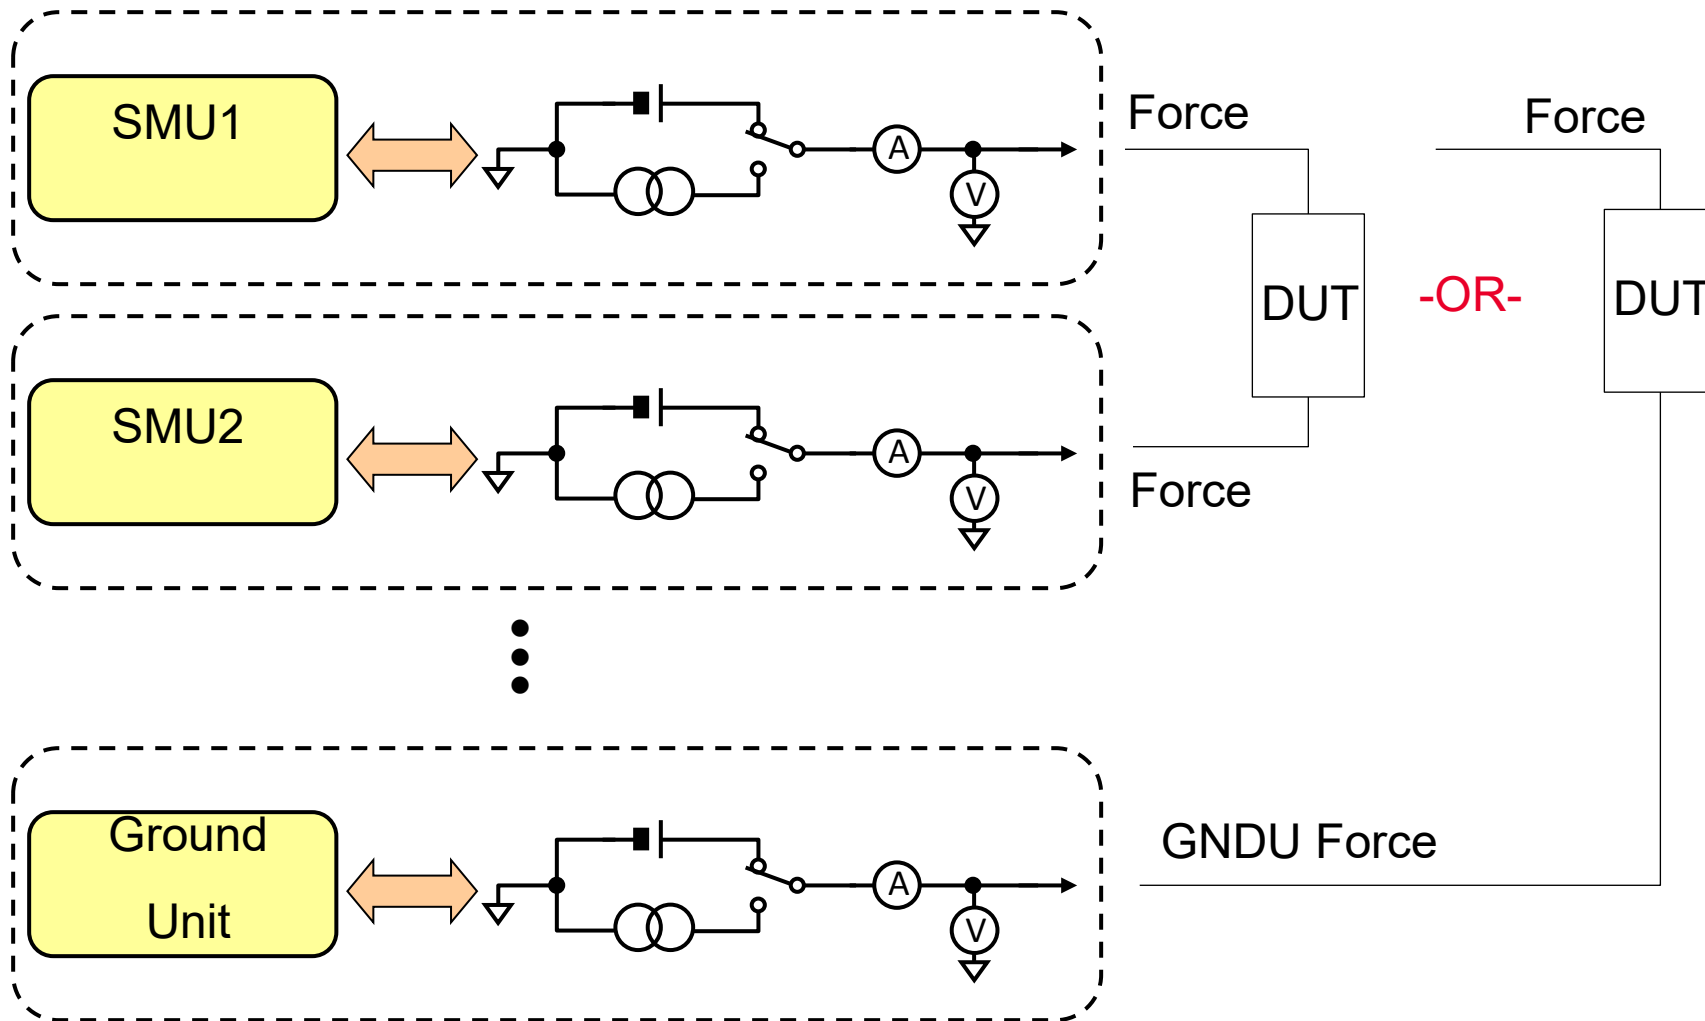 SMU1
A
V
Force
Force
DUT
-OR-
DUT
SMU2
A
V
Force
Ground
Unit
A
V
GNDU Force